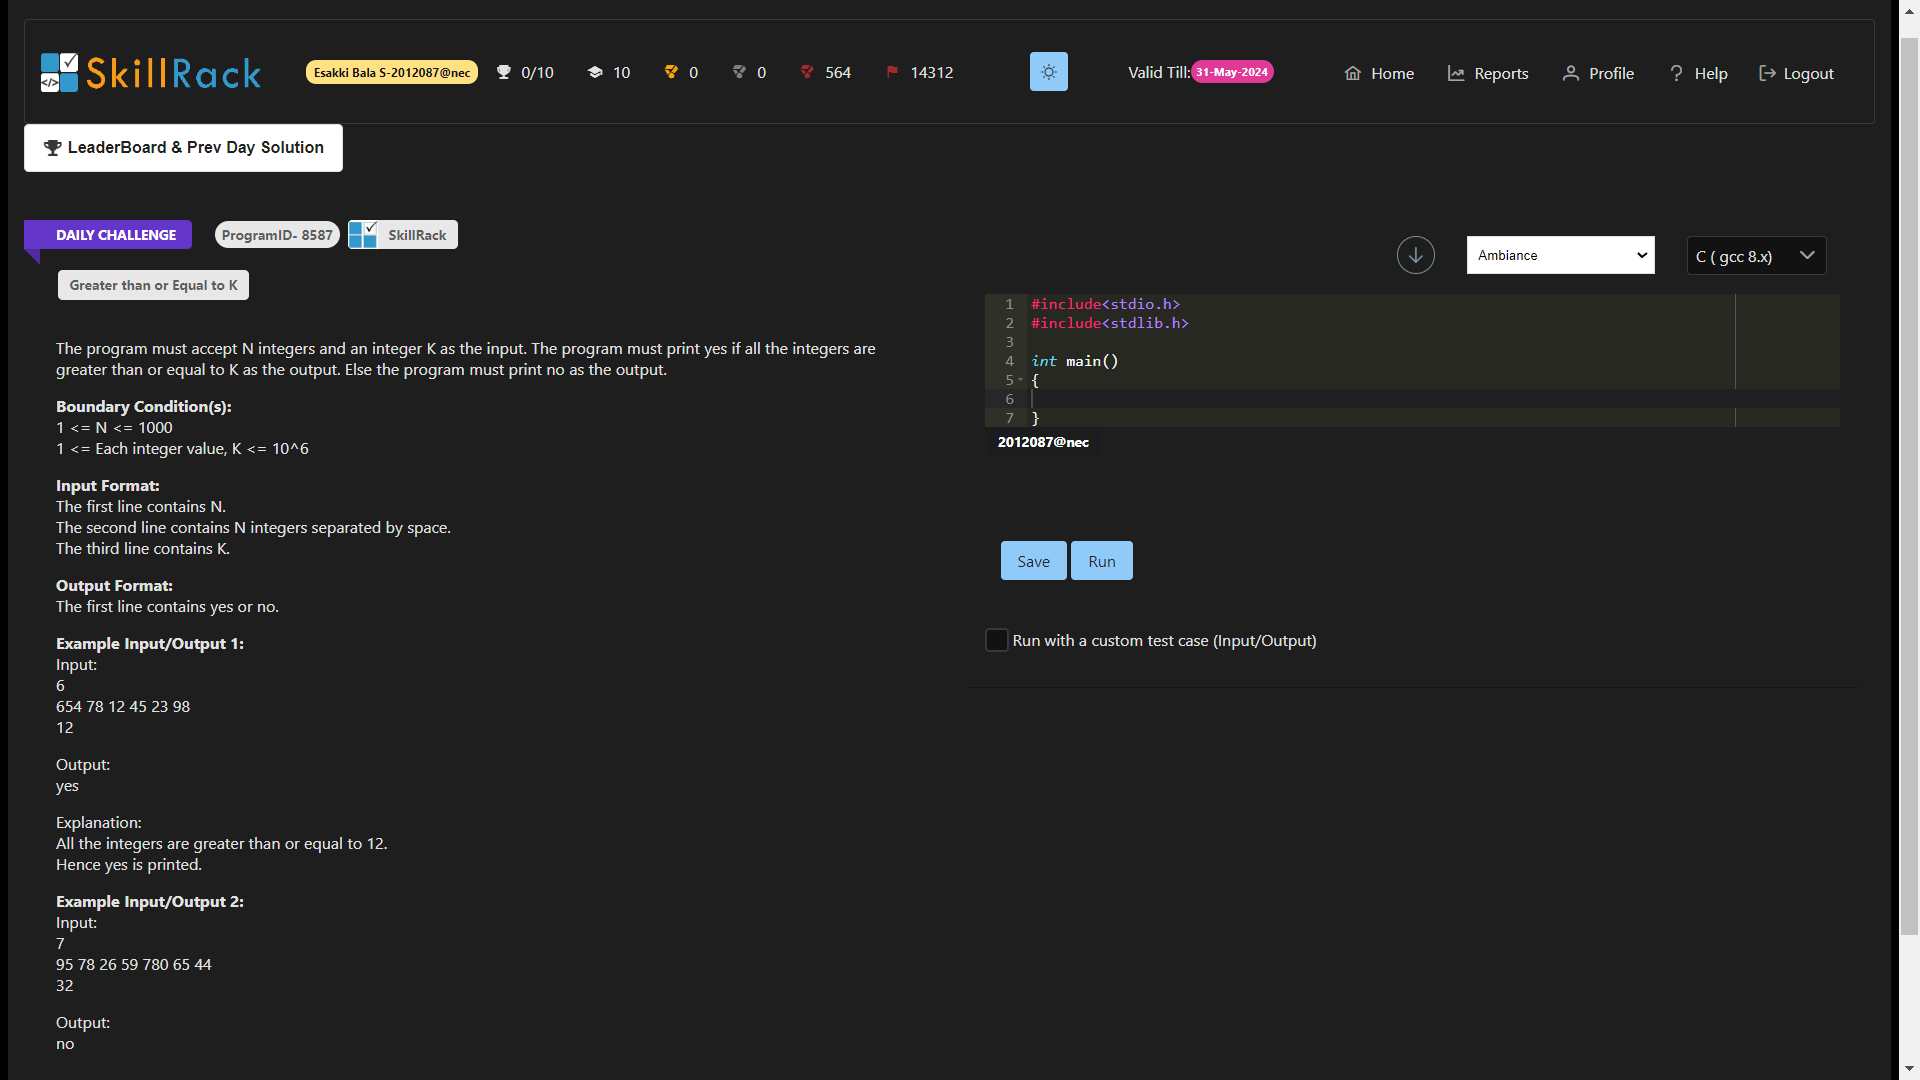 SkillRack
Esakki Bala S-2012087@nec
0/10
10
0
0
564
14312
Valid Till:31-May-2024
Home
Reports
Profile
Help
Logout
LeaderBoard & Prev Day Solution
DAILY CHALLENGE
ProgramID- 8587
SkillRack
Greater than or Equal to K
The program must accept N integers and an integer K as the input. The program must print yes if all the integers are
greater than or equal to K as the output. Else the program must print no as the output.
Boundary Condition(s):
1 <= N <= 1000
1 <= Each integer value, K <= 10^6
Input Format:
The first line contains N.
The second line contains N integers separated by space.
The third line contains K.
Output Format:
The first line contains yes or no.
Example Input/Output 1:
Input:
6
654 78 12 45 23 98
12
Output:
yes
Explanation:
All the integers are greater than or equal to 12.
Hence yes is printed.
Example Input/Output 2:
Input:
7
95 78 26 59 780 65 44
32
Output:
no
Ambiance
C ( gcc 8.x)
1 #include<stdio.h>
2 #include<stdlib.h>
3
4 int main()
5 {
6
7 }
2012087@nec
Save
Run
Run with a custom test case (Input/Output)